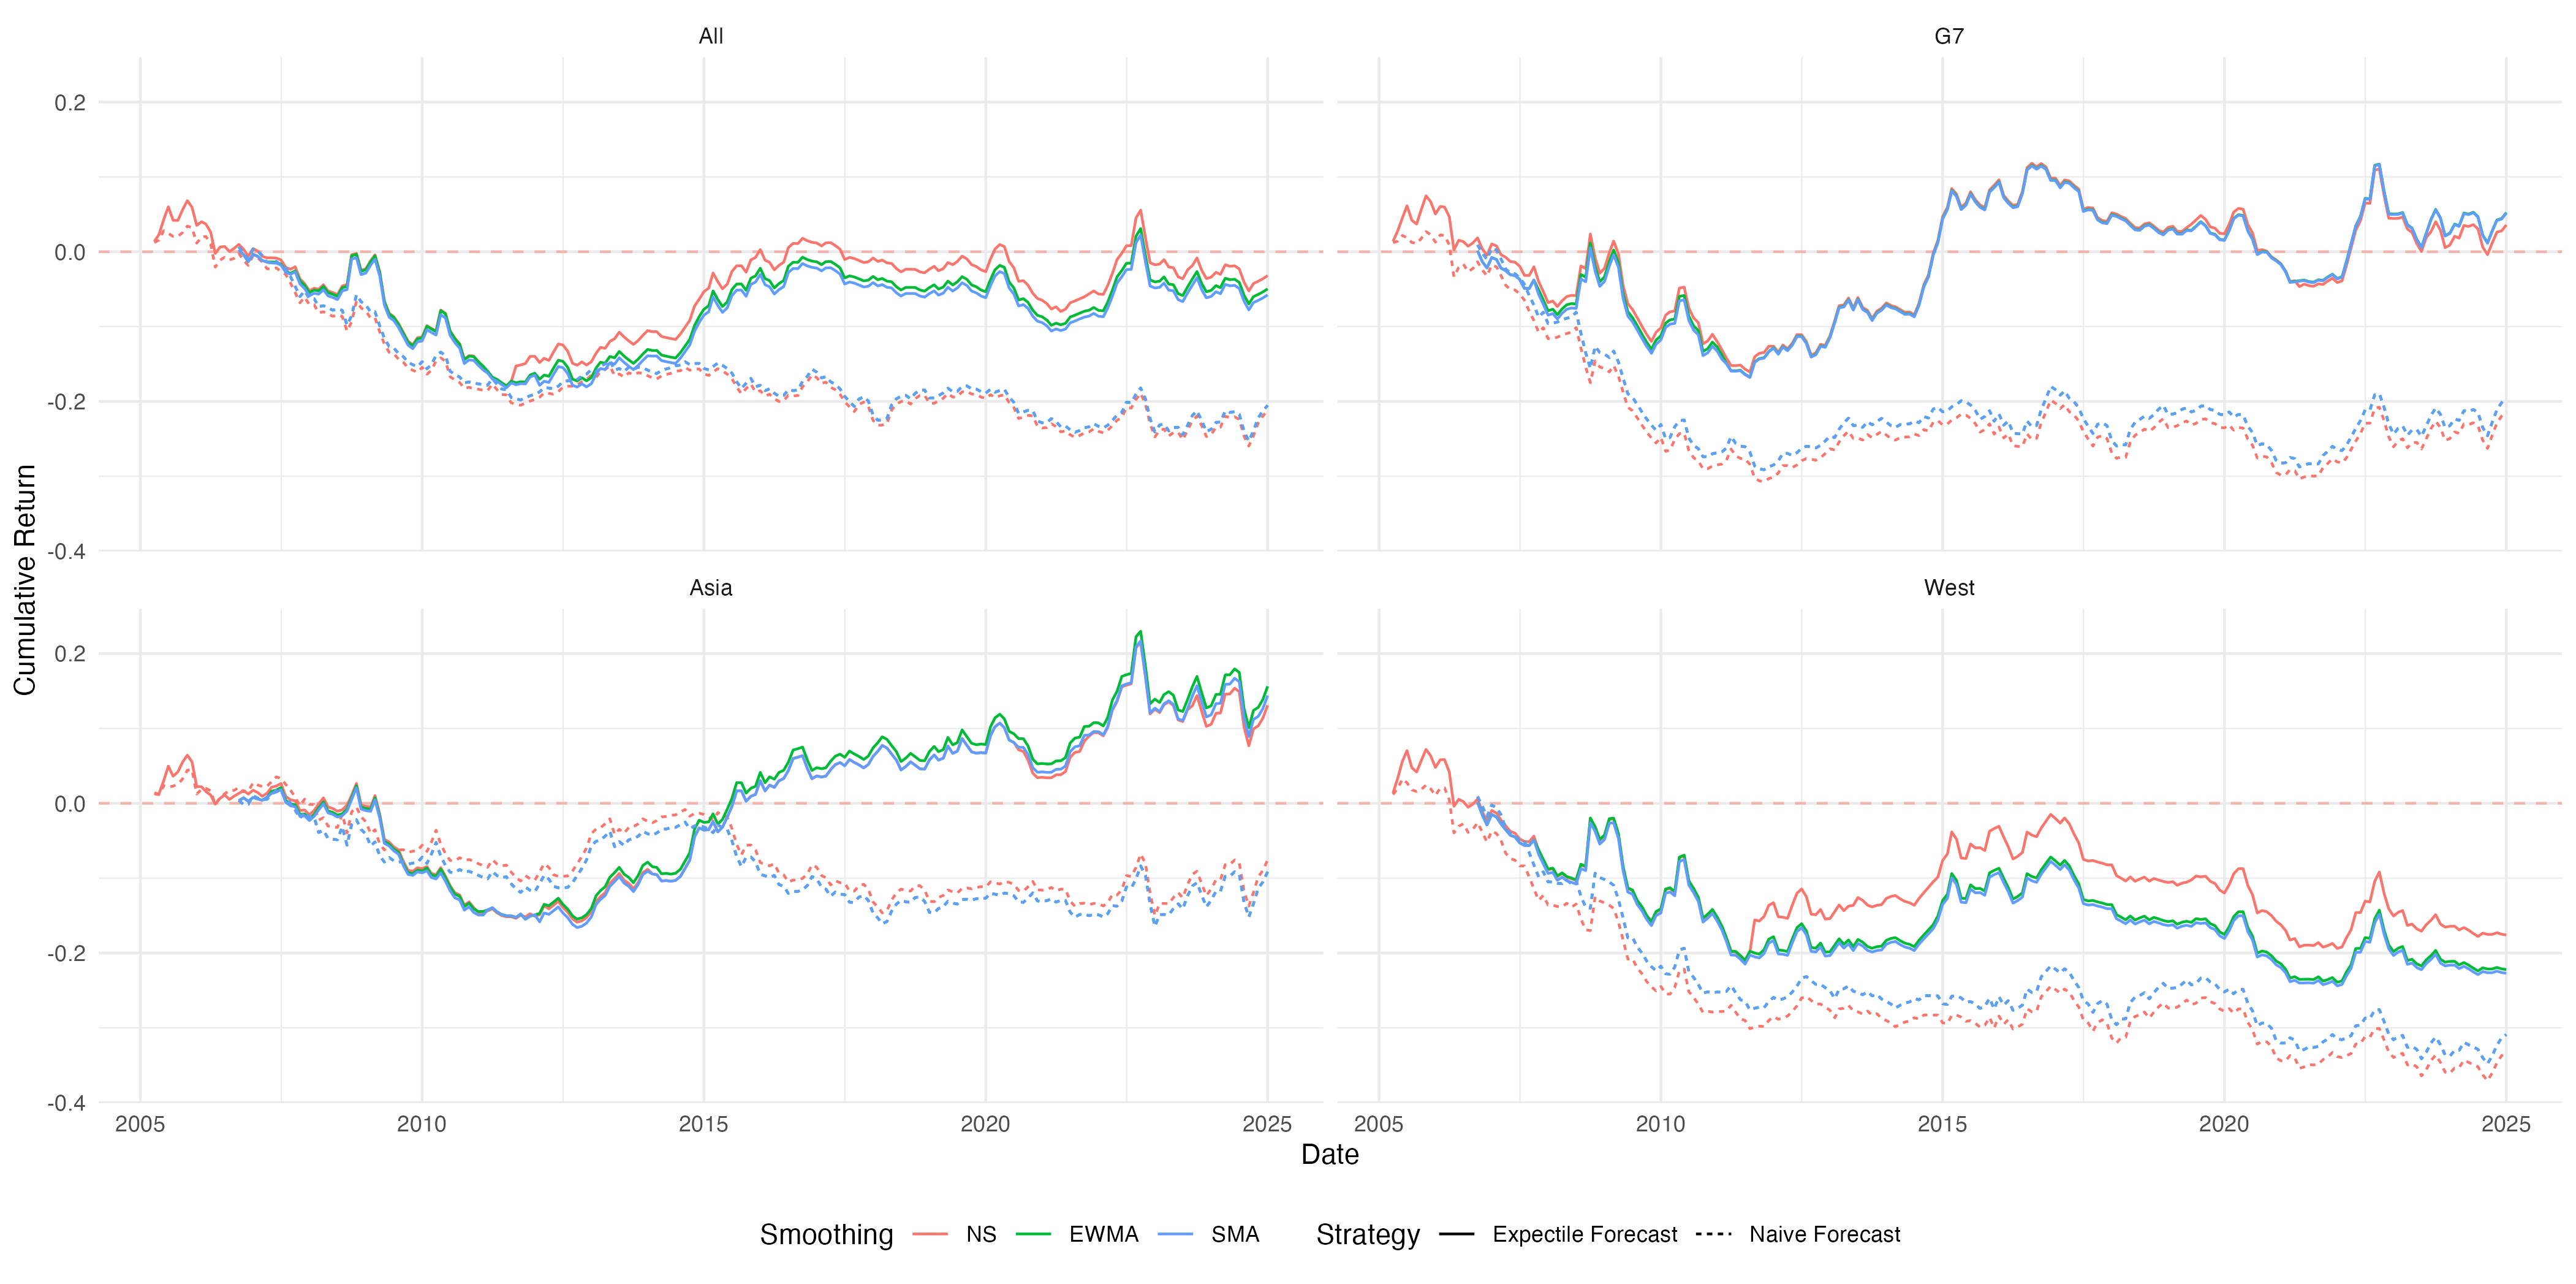 All
G7
0.2
0.0
-0.2
-0.4
Cumulative Return
Asia
West
0.2
0.0
-0.2
-0.4
2005
2010
2015
2020
2025
2005
2010
2015
2020
2025
Date
Smoothing NS EWMA SMA Strategy Expectile Forecast Naive Forecast